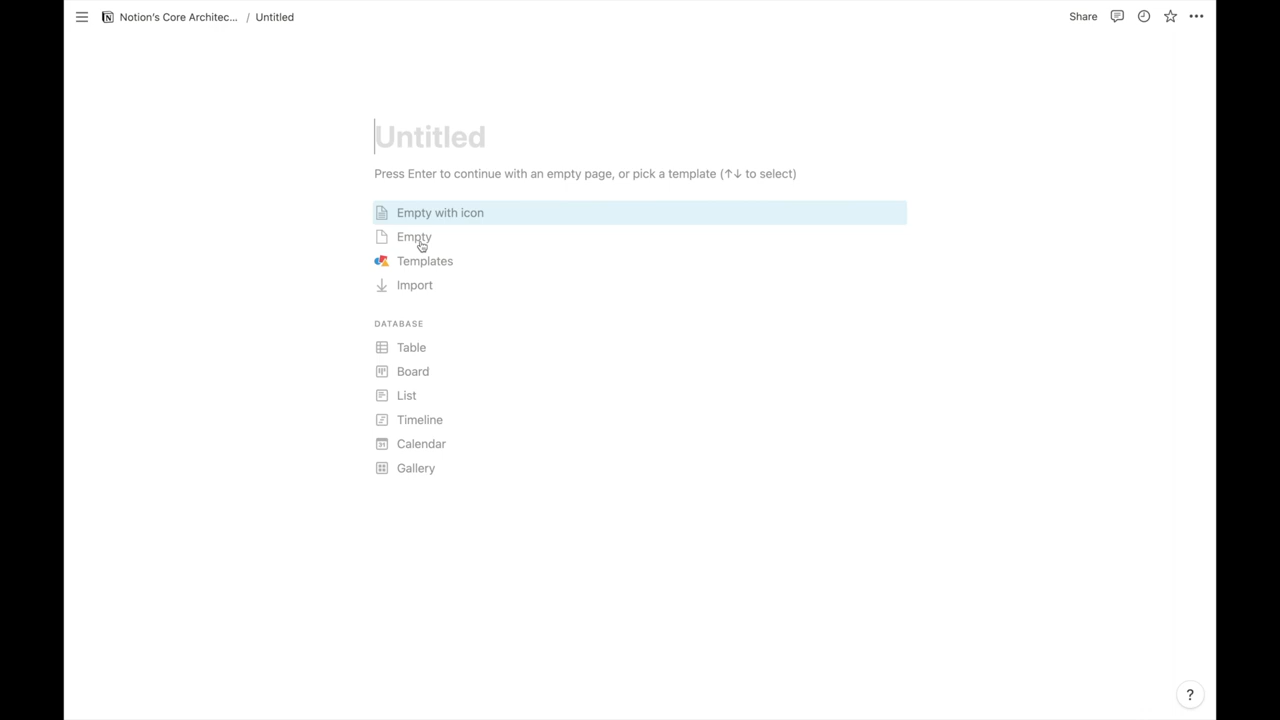 Notion's Core Architec... / Untitled
Share
Untitled
Press Enter to continue with an empty page, or pick a template (↑↓ to select)
Empty with icon
Empty
Templates
Import
DATABASE
Table
Board
List
Timeline
Calendar
Gallery
?